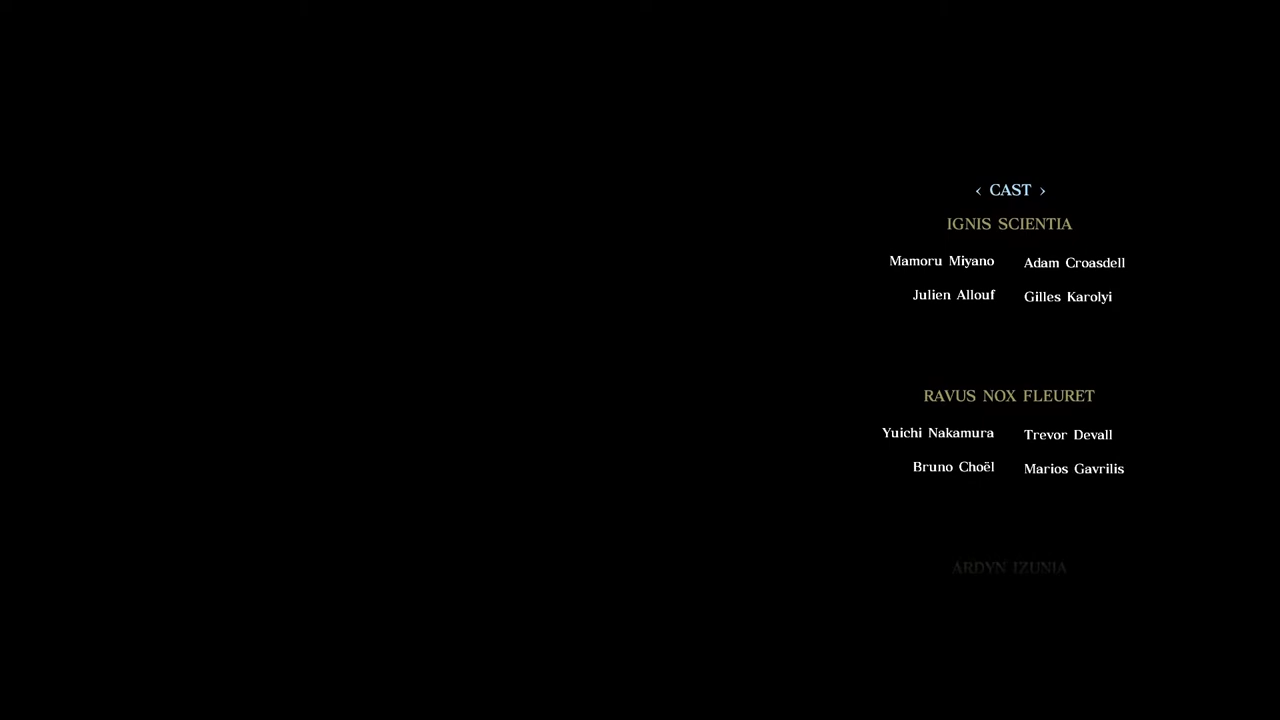 ‹ CAST ›
IGNIS SCIENTIA
Mamoru Miyano Adam Croasdell
Julien Allouf Gilles Karolyi
RAVUS NOX FLEURET
Yuichi Nakamura Trevor Devall
Bruno Choël Marios Gavrilis
ARDYN IZUNIA